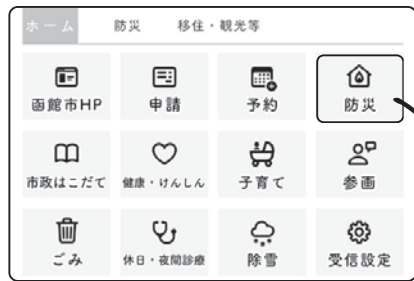 ホーム 防災 移住・観光等
函館市HP 申請 予約 防災
市政はこだて 健康・けんしん 子育て 参画
ごみ 休日・夜間診療 除雪 受信設定